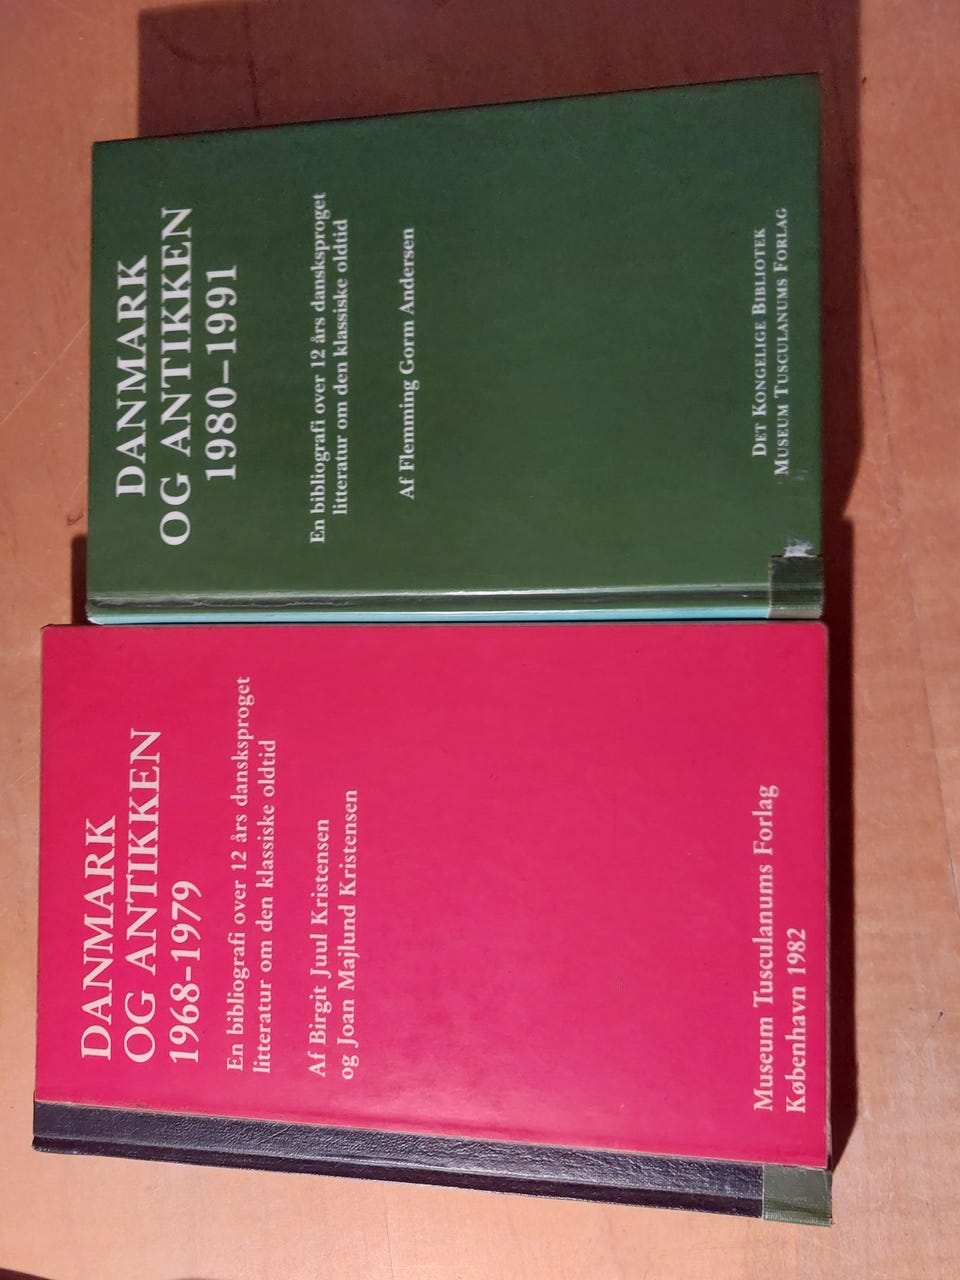 DANMARK
OG ANTIKKEN
1968-1979
En bibliografi over 12 års dansksproget
litteratur om den klassiske oldtid
Af Birgit Juul Kristensen
og Joan Majlund Kristensen
Museum Tusculanums Forlag
København 1982
DANMARK
OG ANTIKKEN
1980–1991
En bibliografi over 12 års dansksproget
litteratur om den klassiske oldtid
Af Flemming Gorm Andersen
DET KONGELIGE BIBLIOTEK
MUSEUM TUSCULANUMS FORLAG